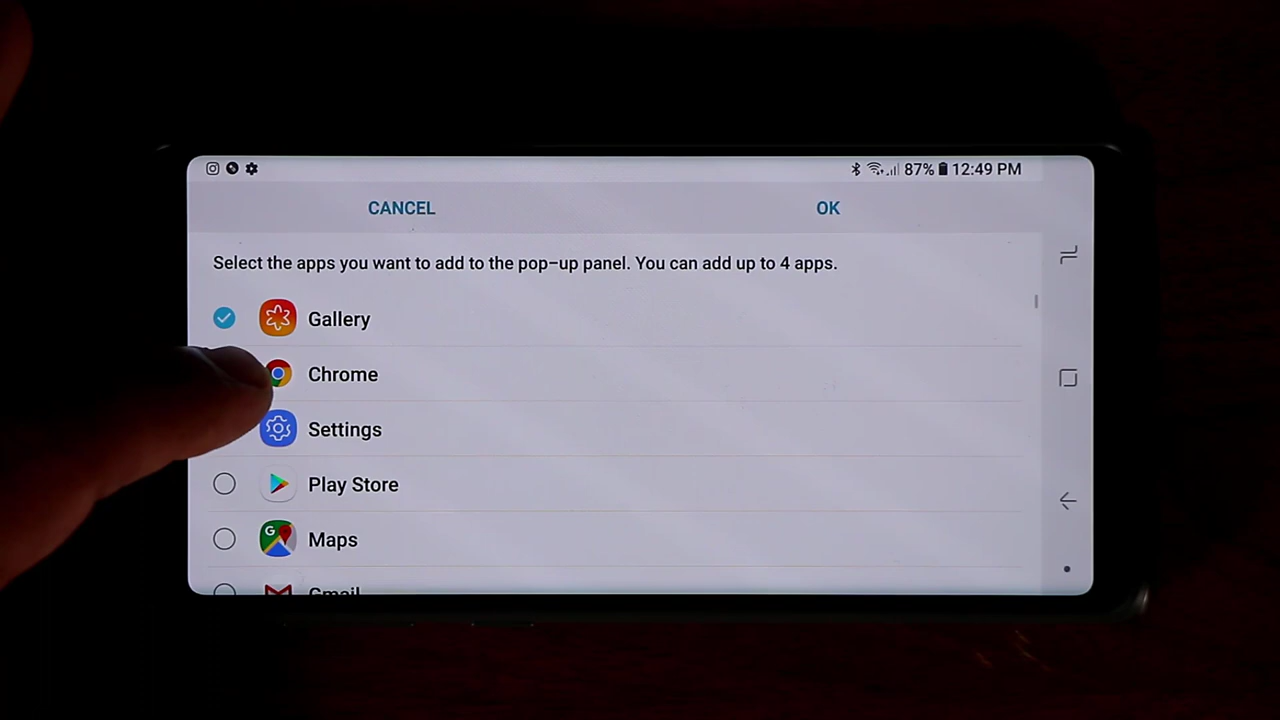 87% 12:49 PM
CANCEL OK
Select the apps you want to add to the pop-up panel. You can add up to 4 apps.
Gallery
Chrome
Settings
Play Store
G
Maps
Gmail